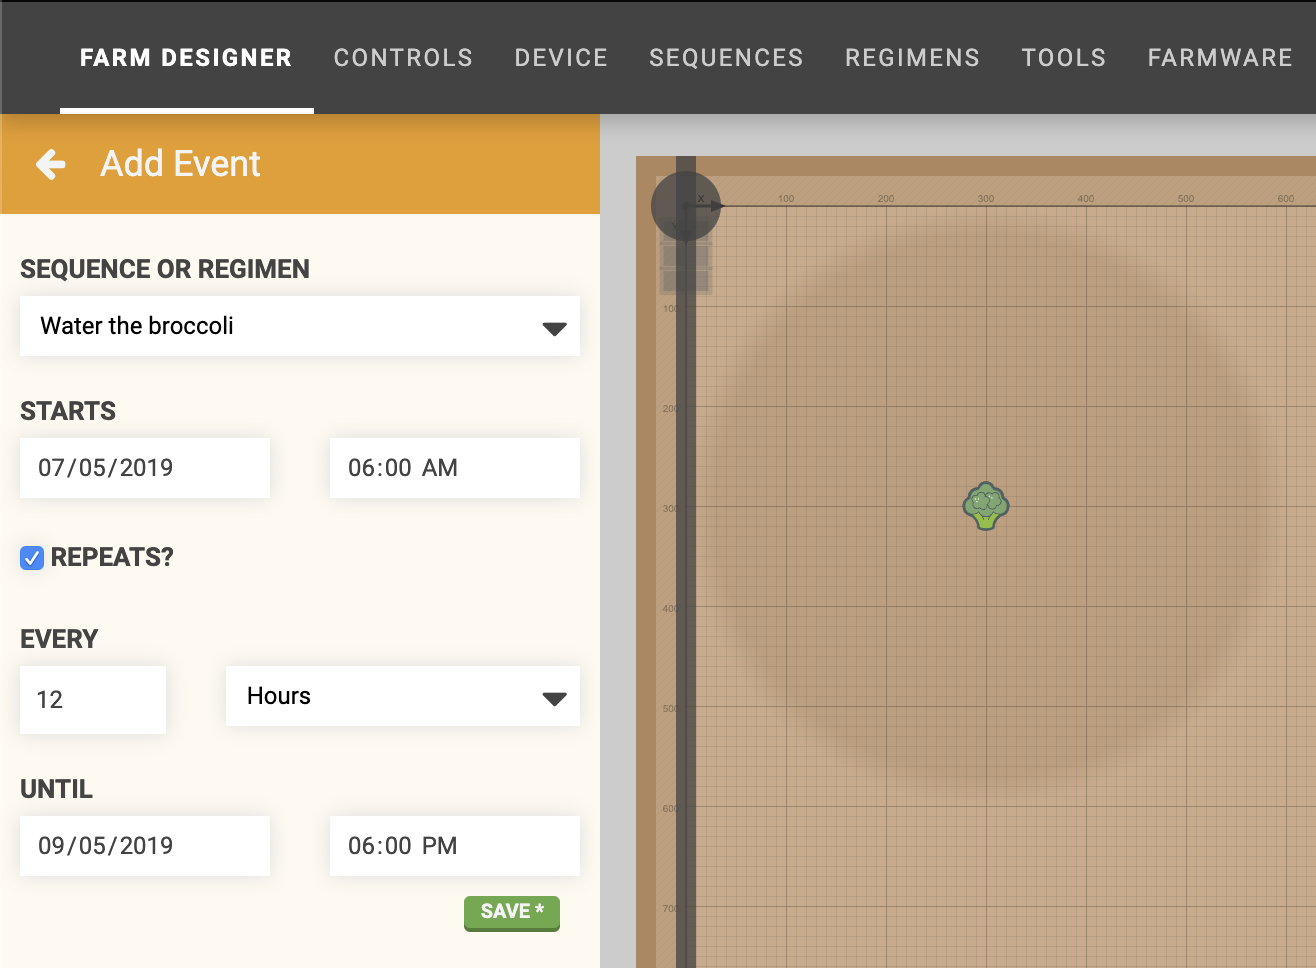 FARM DESIGNER CONTROLS DEVICE SEQUENCES REGIMENS TOOLS FARMWARE
Add Event
SEQUENCE OR REGIMEN
Water the broccoli
STARTS
07/05/2019 06:00 AM
REPEATS?
EVERY
12 Hours
UNTIL
09/05/2019 06:00 PM
SAVE *
X 100 200 300 400 500 600
100
200
300
400
500
600
700